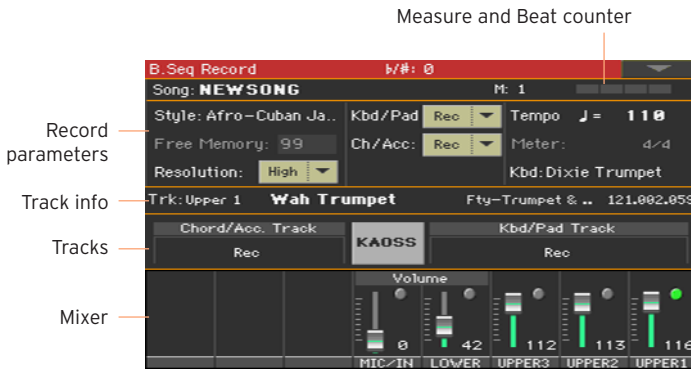 Measure and Beat counter
B.Seq Record ♭/#: 0
Song: NEWSONG M: 1
Style: Afro-Cuban Ja.. Kbd/Pad Rec Tempo ♩ = 110
Record parameters
Free Memory: 99 Ch/Acc: Rec Meter: 4/4
Resolution: High Kbd:Dixie Trumpet
Track info
Trk: Upper 1 Wah Trumpet Fty-Trumpet & .. 121.002.059
Tracks
Chord/Acc. Track KAOSS Kbd/Pad Track
Rec Rec
Mixer
Volume
0 42 112 113 116
MIC/IN LOWER UPPER3 UPPER2 UPPER1